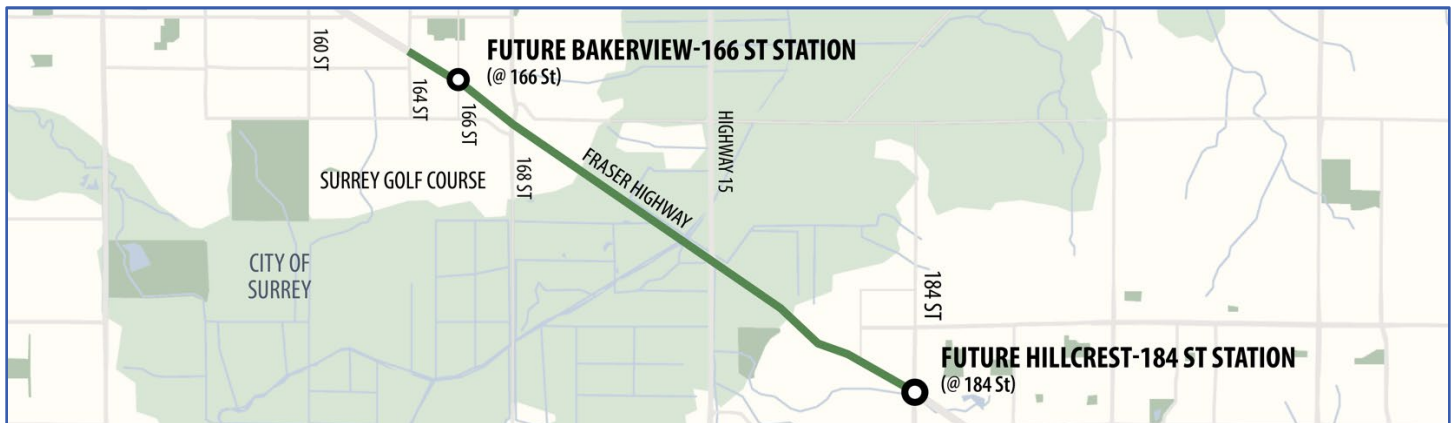 160 ST
FUTURE BAKERVIEW-166 ST STATION
(@ 166 St)
164 ST
166 ST
HIGHWAY 15
168 ST
FRASER HIGHWAY
SURREY GOLF COURSE
CITY OF
SURREY
184 ST
FUTURE HILLCREST-184 ST STATION
(@ 184 St)